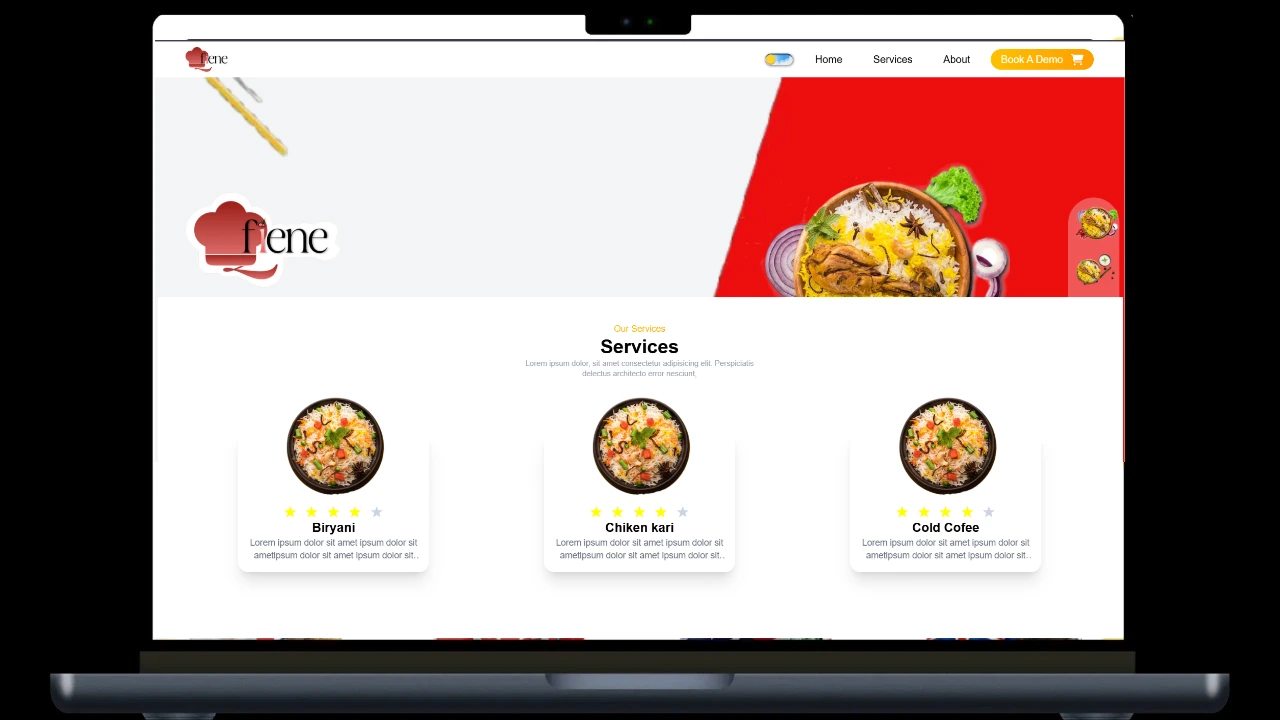 fiene
Home Services About Book A Demo
fiene
Our Services
Services
Lorem ipsum dolor, sit amet consectetur adipisicing elit. Perspiciatis
delectus architecto error nesciunt,
Biryani
Lorem ipsum dolor sit amet ipsum dolor sit
ametipsum dolor sit amet ipsum dolor sit..
Chiken kari
Lorem ipsum dolor sit amet ipsum dolor sit
ametipsum dolor sit amet ipsum dolor sit..
Cold Cofee
Lorem ipsum dolor sit amet ipsum dolor sit
ametipsum dolor sit amet ipsum dolor sit..